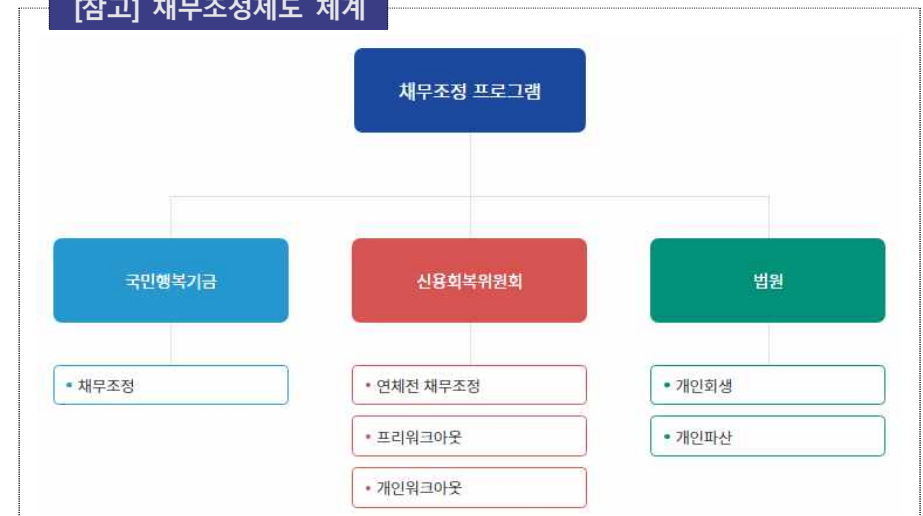 [참고] 채무조정제도 체계
채무조정 프로그램
국민행복기금
신용회복위원회
법원
• 채무조정
• 연체전 채무조정
• 프리워크아웃
• 개인워크아웃
• 개인회생
• 개인파산